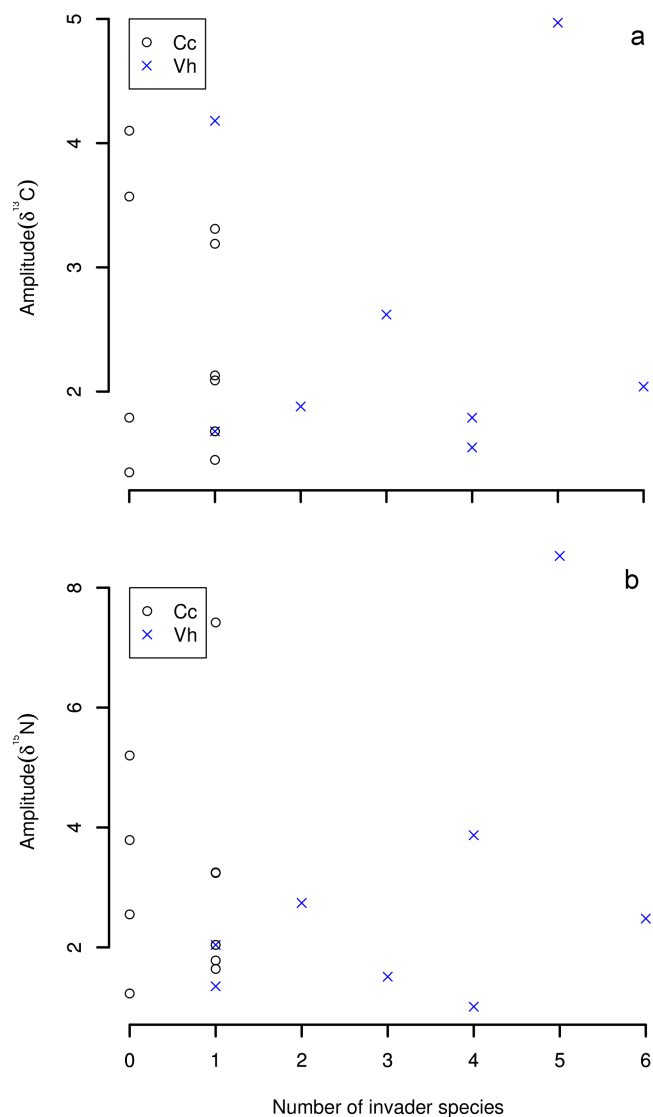 5
a
Cc
Vh
4
3
2
Amplitude(δ¹³C)
8
b
Cc
Vh
6
4
2
Amplitude(δ¹⁵N)
0 1 2 3 4 5 6
Number of invader species